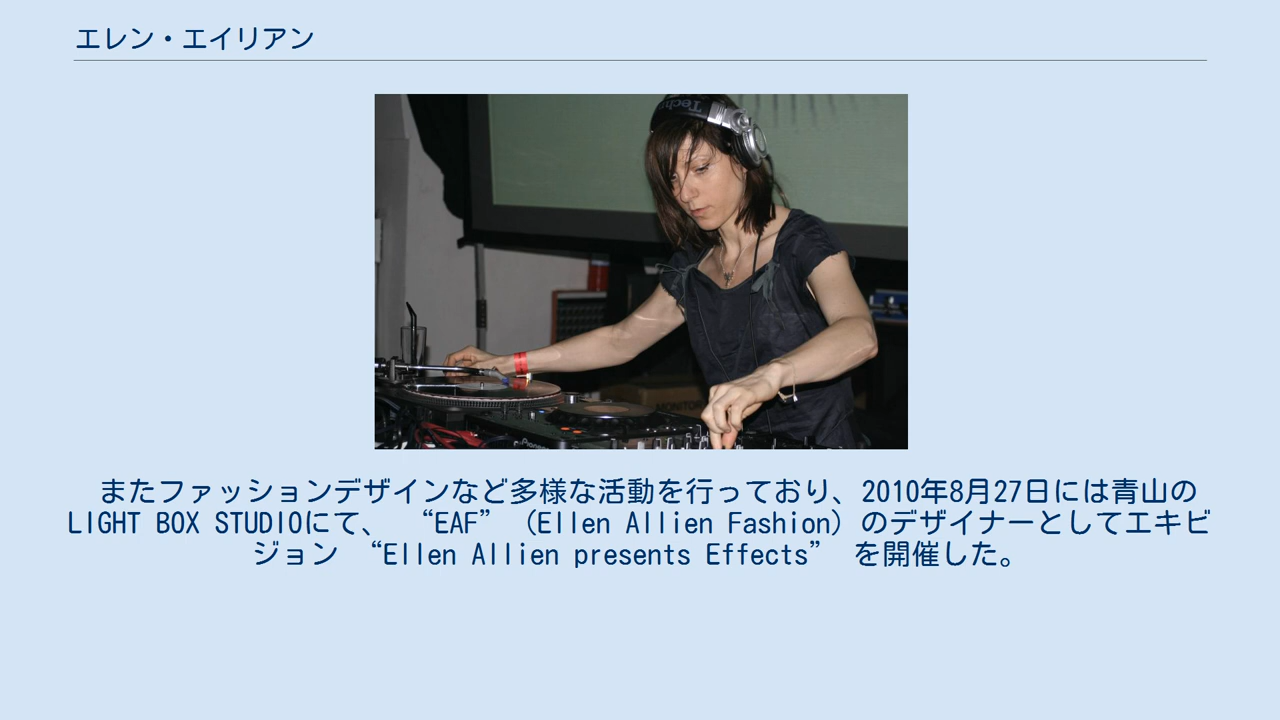 エレン・エイリアン
Tech
MONITOR
Pioneer
またファッションデザインなど多様な活動を行っており、2010年8月27日には青山の
LIGHT BOX STUDIOにて、 “EAF” （Ellen Allien Fashion）のデザイナーとしてエキビ
ジョン “Ellen Allien presents Effects” を開催した。